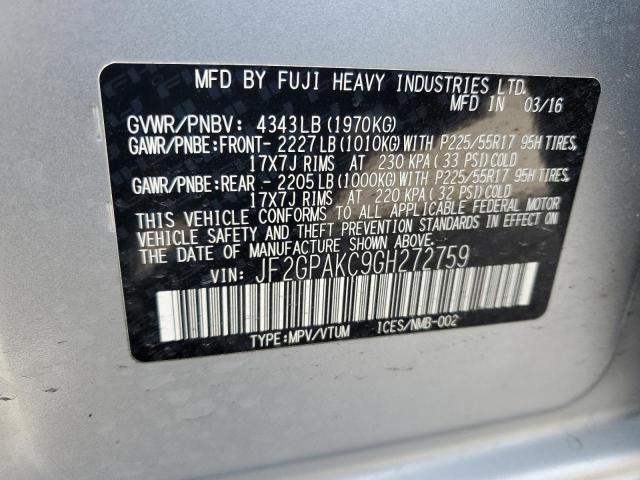 MFD BY FUJI HEAVY INDUSTRIES LTD.
MFD IN 03/16
GVWR/PNBV: 4343LB (1970KG)
GAWR/PNBE:FRONT- 2227LB (1010KG) WITH P225/55R17 95H TIRES,
17X7J RIMS AT 230 KPA (33 PSI) COLD
GAWR/PNBE:REAR - 2205LB (1000KG) WITH P225/55R17 95H TIRES,
17X7J RIMS AT 220 KPA (32 PSI) COLD
THIS VEHICLE CONFORMS TO ALL APPLICABLE FEDERAL MOTOR
VEHICLE SAFETY AND THEFT PREVENTION STANDARDS IN EFFECT ON
THE DATE OF MANUFACTURE SHOWN ABOVE.
VIN: JF2GPAKC9GH272759
TYPE:MPV/VTUM ICES/NMB-002